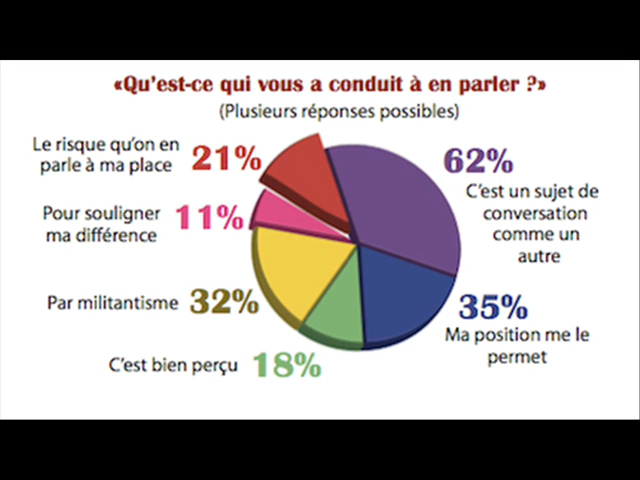 «Qu'est-ce qui vous a conduit à en parler ?»
(Plusieurs réponses possibles)
Le risque qu'on en
parle à ma place
21%
62%
C'est un sujet de
conversation
comme un
autre
Pour souligner
ma différence
11%
Par militantisme
32%
35%
Ma position me le
permet
C'est bien perçu
18%